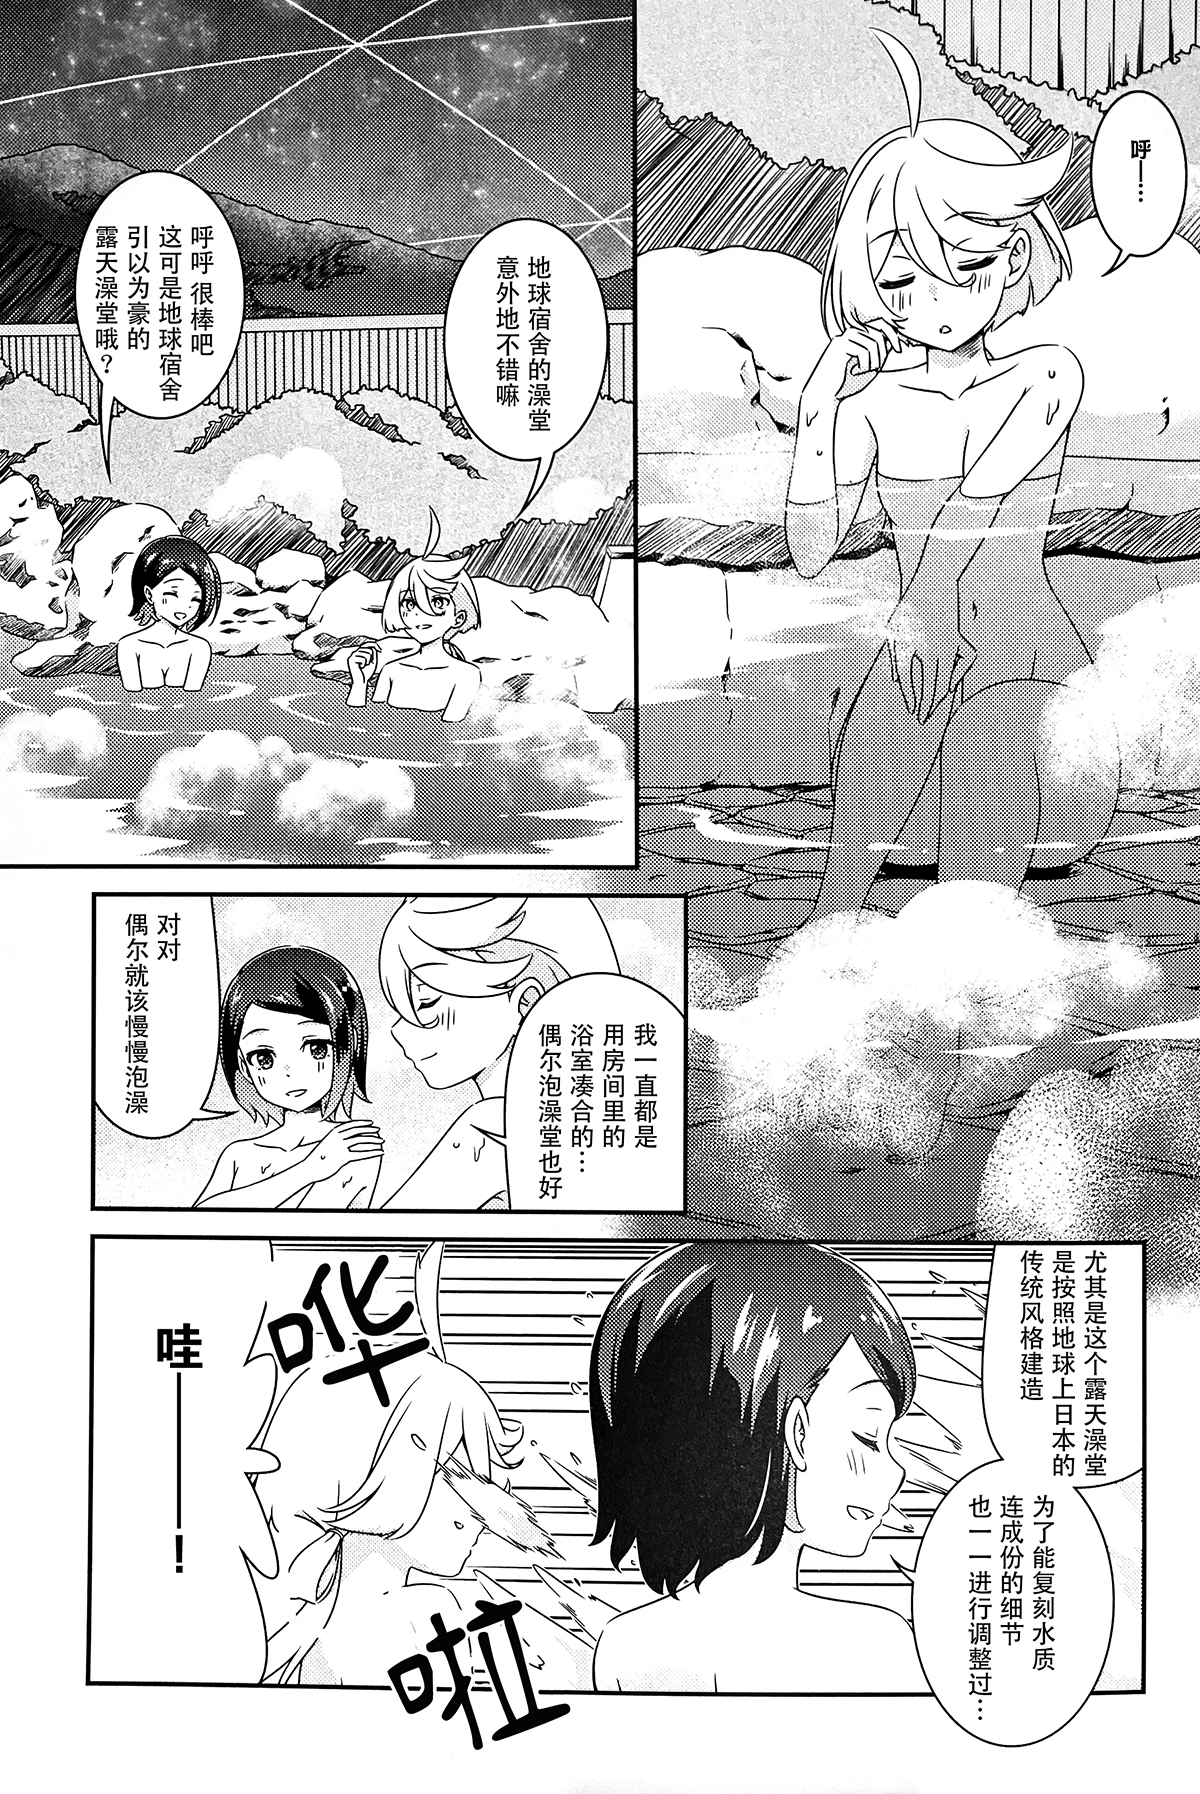 呼—…
地球宿舍的澡堂
意外地不错嘛
呼呼很棒吧
这可是地球宿舍
引以为豪的
露天澡堂哦？
我一直都是
用房间里的
浴室凑合的…
偶尔泡澡堂也好
对对
偶尔就该慢慢泡澡
尤其是这个露天澡堂
是按照地球上日本的
传统风格建造
为了能复刻水质
连成份的细节
也一一进行调整过…
哗
啦
哇——！